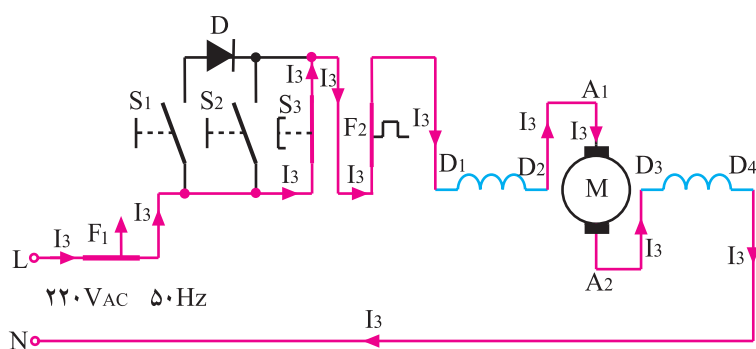 D
I3 I3
S1 S2 S3
F2 I3
A1
I3 I3
D1 D2 M D3 D4
I3 I3
I3 F1
L I3
I3 I3
A2
۲۲۰VAC ۵۰Hz
I3
N